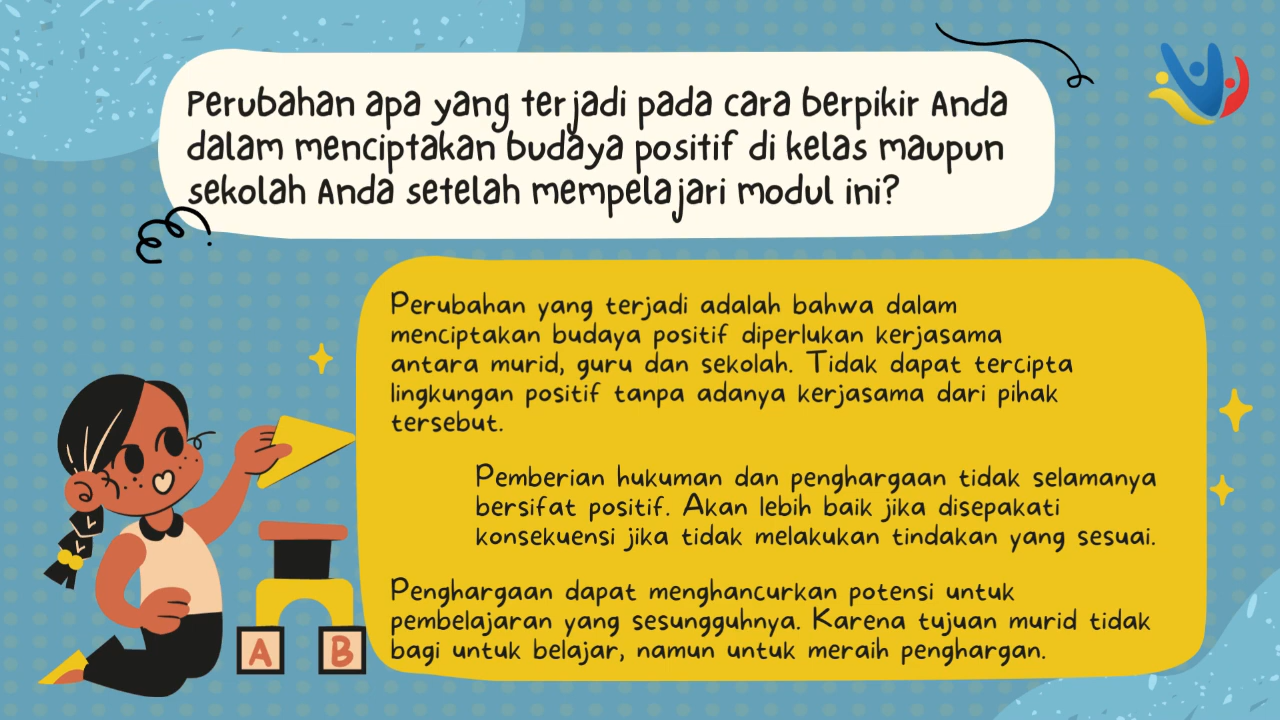 Perubahan apa yang terjadi pada cara berpikir Anda
dalam menciptakan budaya positif di kelas maupun
sekolah Anda setelah mempelajari modul ini?
Perubahan yang terjadi adalah bahwa dalam
menciptakan budaya positif diperlukan kerjasama
antara murid, guru dan sekolah. Tidak dapat tercipta
lingkungan positif tanpa adanya kerjasama dari pihak
tersebut.
Pemberian hukuman dan penghargaan tidak selamanya
bersifat positif. Akan lebih baik jika disepakati
konsekuensi jika tidak melakukan tindakan yang sesuai.
Penghargaan dapat menghancurkan potensi untuk
pembelajaran yang sesungguhnya. Karena tujuan murid tidak
bagi untuk belajar, namun untuk meraih penghargan.
A B